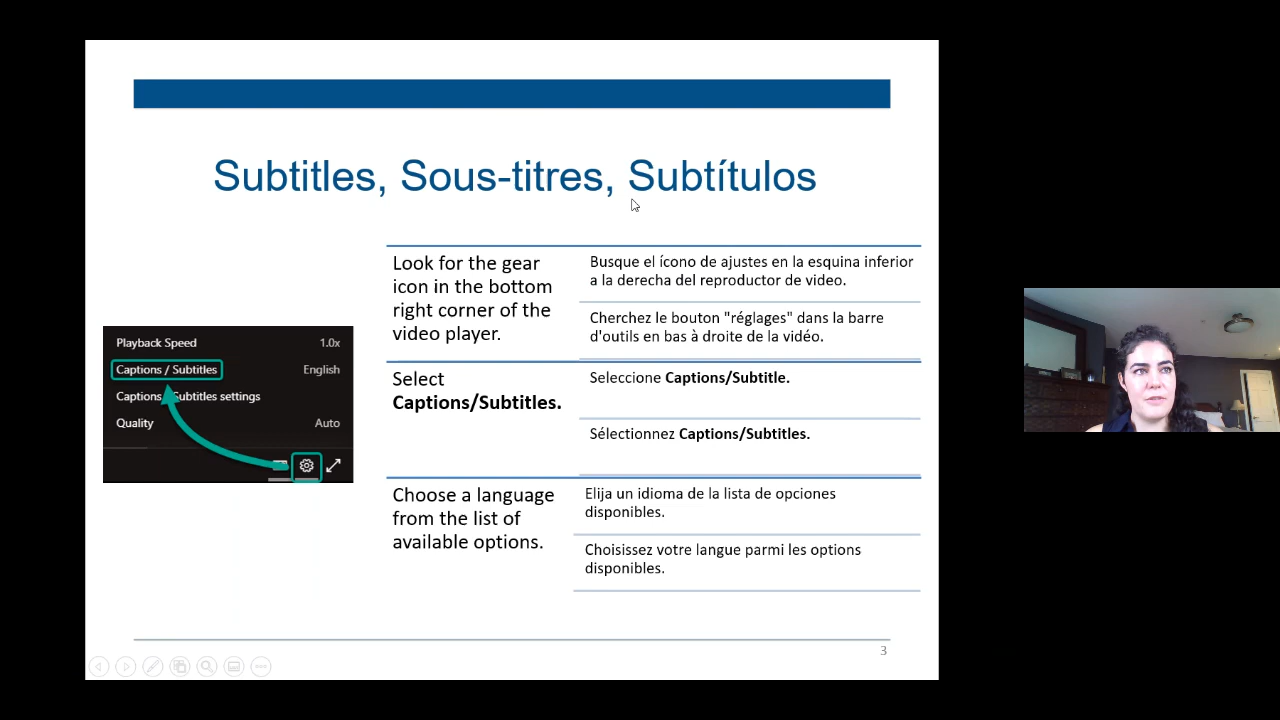 Subtitles, Sous-titres, Subtítulos
Playback Speed 1.0x
Captions / Subtitles English
Captions Subtitles settings
Quality Auto
Look for the gear
icon in the bottom
right corner of the
video player.
Busque el ícono de ajustes en la esquina inferior
a la derecha del reproductor de video.
Cherchez le bouton "réglages" dans la barre
d'outils en bas à droite de la vidéo.
Select
Captions/Subtitles.
Seleccione Captions/Subtitle.
Sélectionnez Captions/Subtitles.
Choose a language
from the list of
available options.
Elija un idioma de la lista de opciones
disponibles.
Choisissez votre langue parmi les options
disponibles.
3